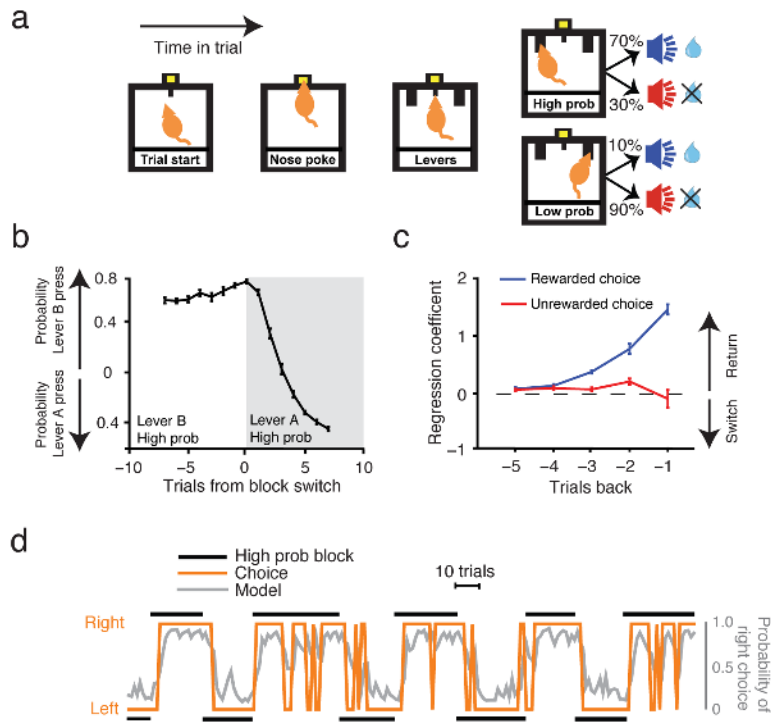 a
Time in trial
Trial start
Nose poke
Levers
70%
30%
High prob
10%
90%
Low prob
b
Probability
Lever B press
Probability
Lever A press
0.8
0.4
0
0.4
Lever B
High prob
Lever A
High prob
−10
−5
0
5
10
Trials from block switch
c
Regression coefficent
2
1
0
−1
Rewarded choice
Unrewarded choice
Return
Switch
−5
−4
−3
−2
−1
Trials back
d
High prob block
Choice
Model
10 trials
Right
Left
1.0
0.5
0
Probability of
right choice